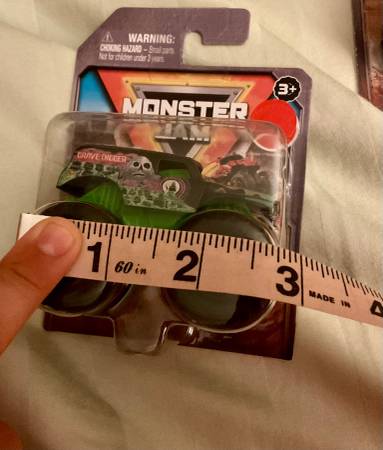 WARNING:
CHOKING HAZARD – Small parts
Not for children under 3 years.
3+
MONSTER
JAM
GRAVE DIGGER
1 60 in 2 3 MADE IN 4